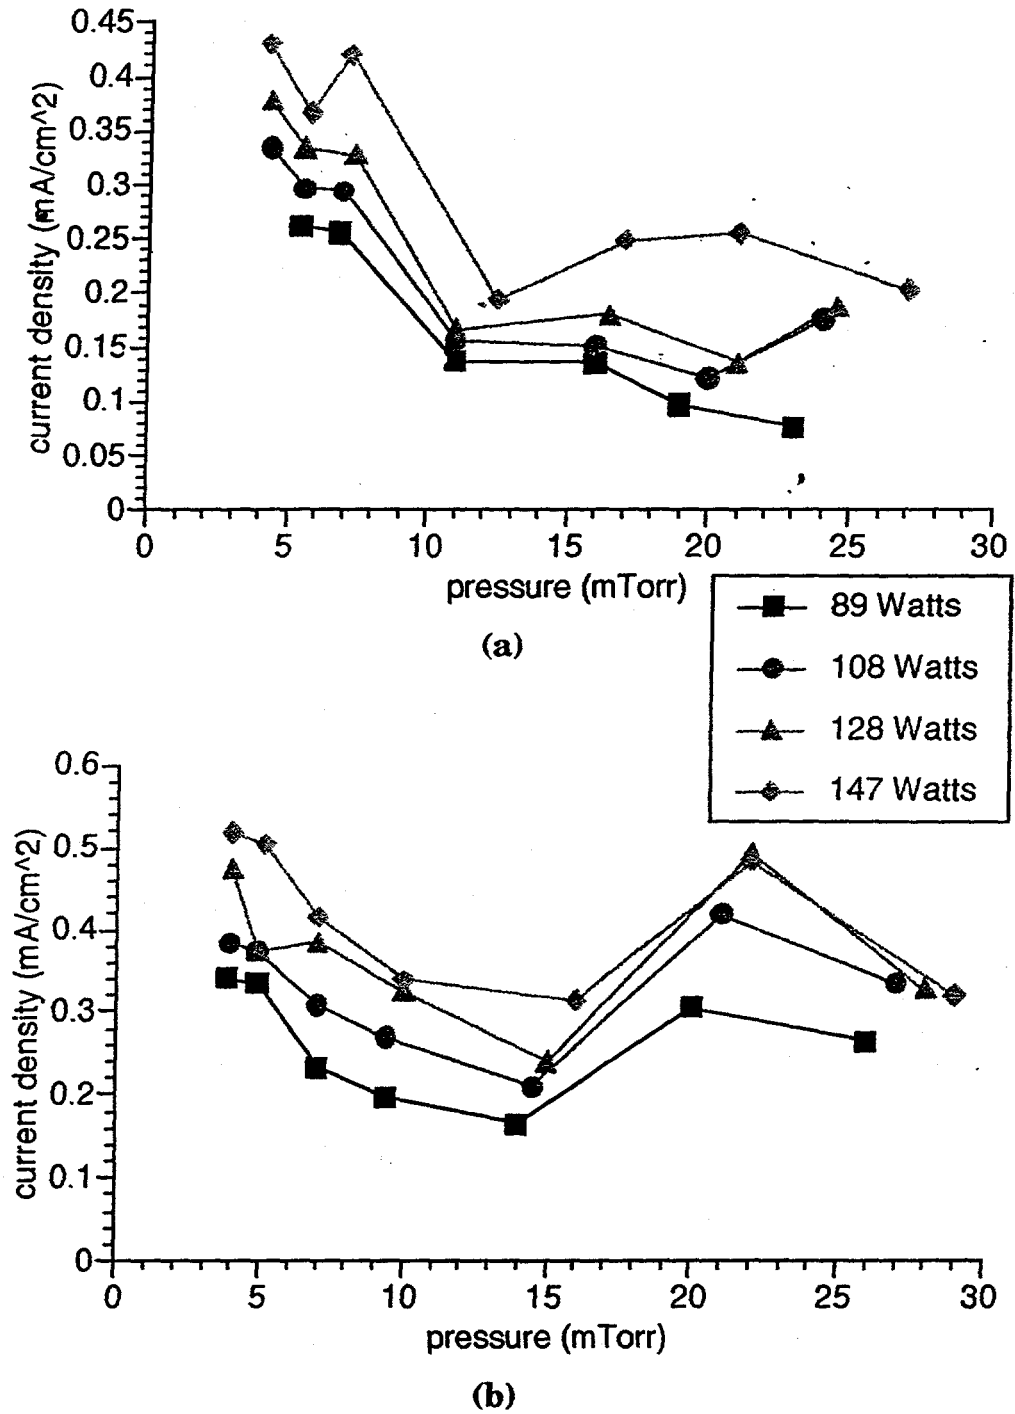 0.45
0.4
0.35
0.3
0.25
0.2
0.15
0.1
0.05
0
current density (mA/cm^2)
0 5 10 15 20 25 30
pressure (mTorr)
(a)
89 Watts
108 Watts
128 Watts
147 Watts
0.6
0.5
0.4
0.3
0.2
0.1
0
current density (mA/cm^2)
0 5 10 15 20 25 30
pressure (mTorr)
(b)